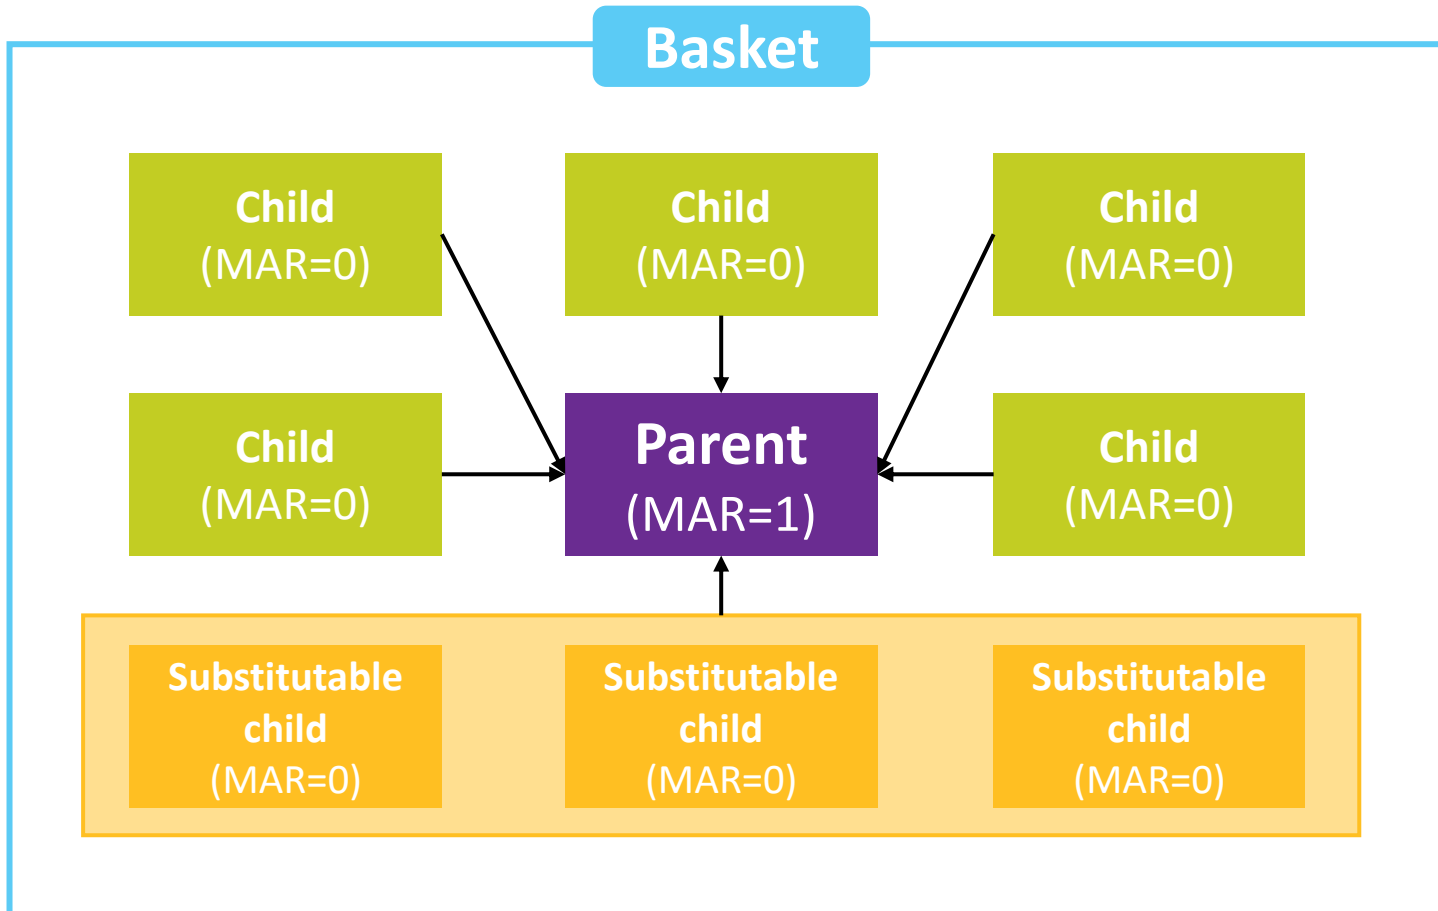 Basket
Child
(MAR=0)
Child
(MAR=0)
Child
(MAR=0)
Child
(MAR=0)
Parent
(MAR=1)
Child
(MAR=0)
Substitutable
child
(MAR=0)
Substitutable
child
(MAR=0)
Substitutable
child
(MAR=0)